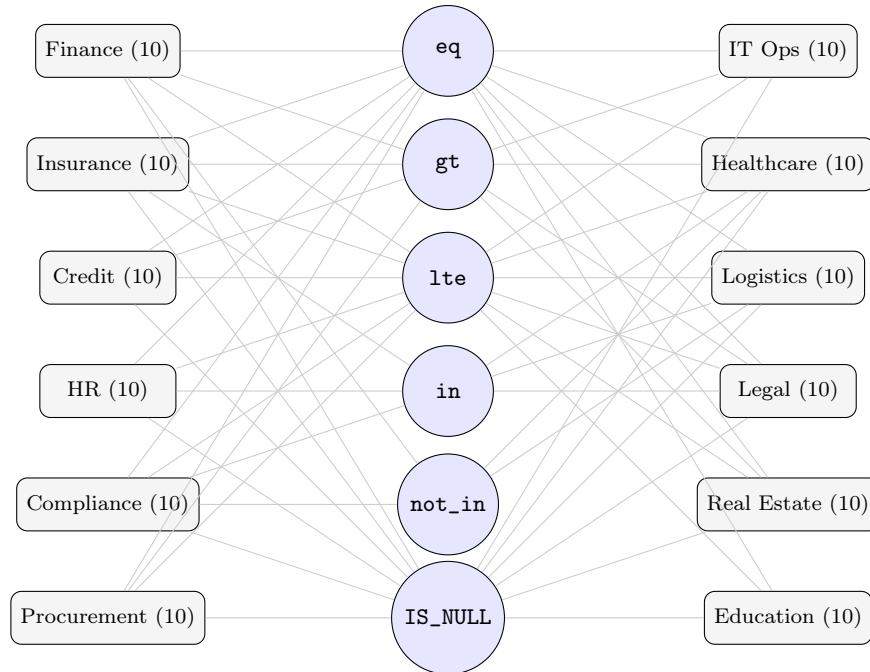 Finance (10)
eq
IT Ops (10)
Insurance (10)
gt
Healthcare (10)
Credit (10)
lte
Logistics (10)
HR (10)
in
Legal (10)
Compliance (10)
not_in
Real Estate (10)
Procurement (10)
IS_NULL
Education (10)